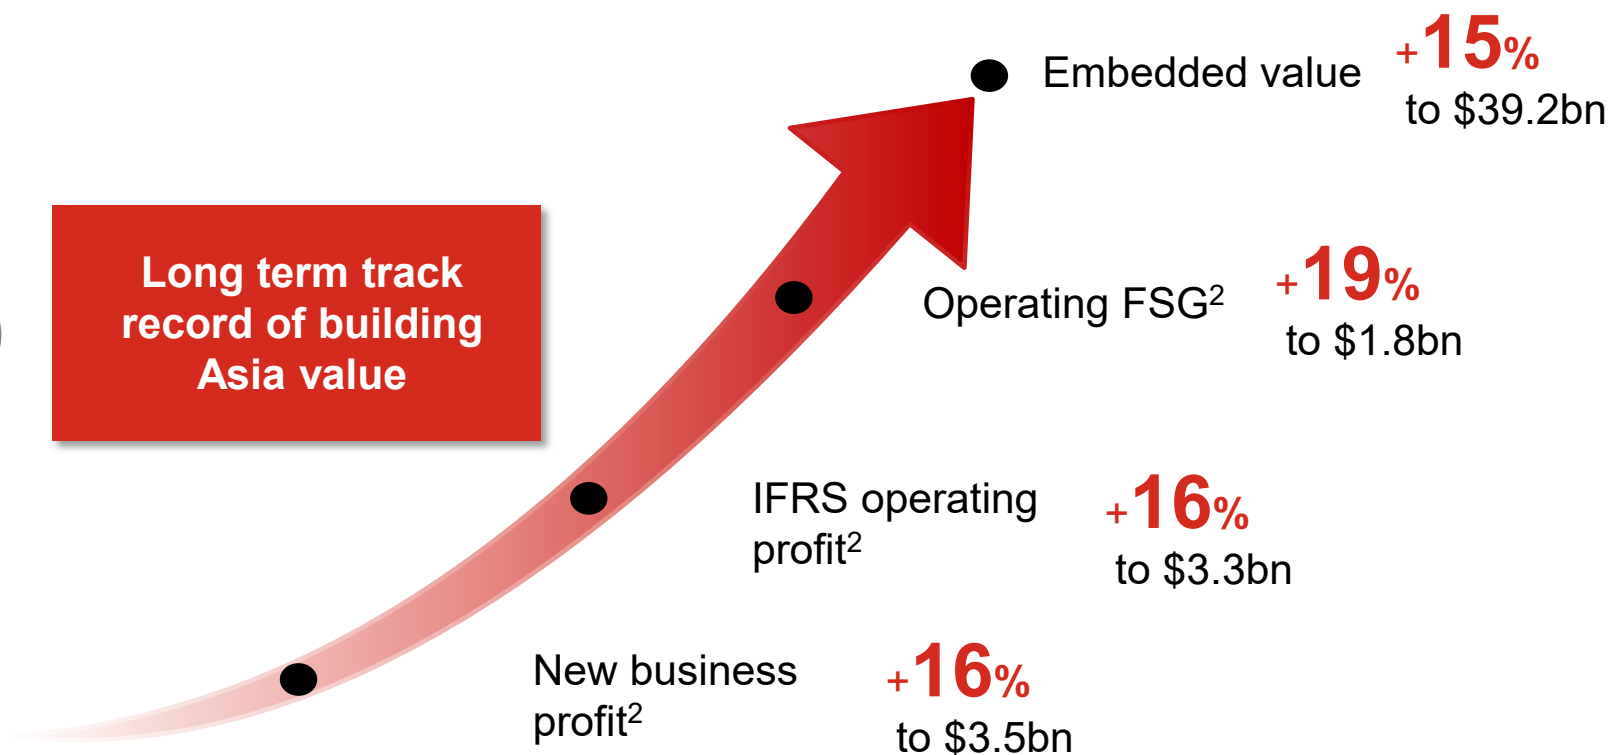 Embedded value +15%
to $39.2bn
Long term track
record of building
Asia value
Operating FSG² +19%
to $1.8bn
IFRS operating
profit²
+16%
to $3.3bn
New business
profit²
+16%
to $3.5bn